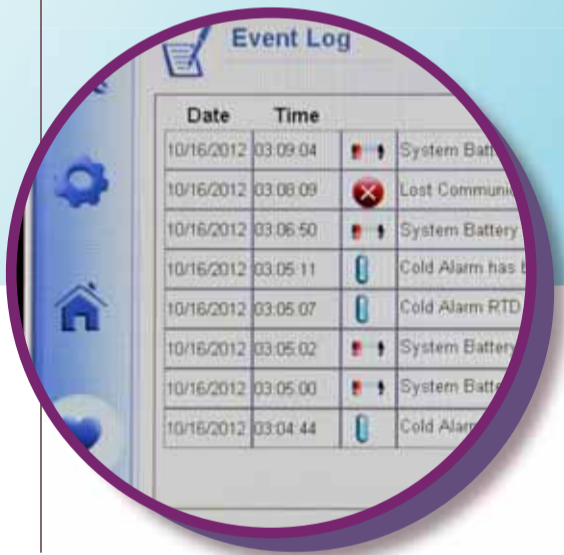 Event Log
Date Time
10/16/2012 03:09:04 System Batt
10/16/2012 03:08:09 Lost Communic
10/16/2012 03:06:50 System Battery
10/16/2012 03:05:11 Cold Alarm has
10/16/2012 03:05:07 Cold Alarm RTD
10/16/2012 03:05:02 System Battery
10/16/2012 03:05:00 System Batte
10/16/2012 03:04:44 Cold Alarm